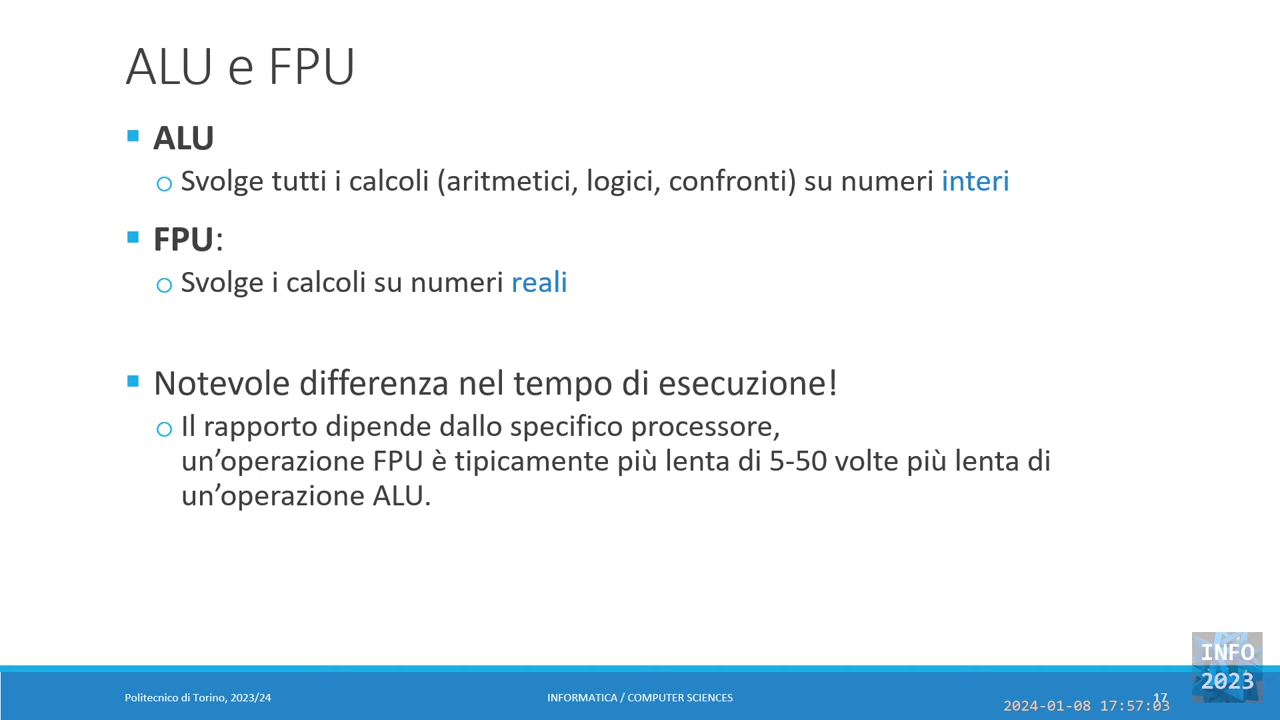 ALU e FPU
ALU
Svolge tutti i calcoli (aritmetici, logici, confronti) su numeri interi
FPU:
Svolge i calcoli su numeri reali
Notevole differenza nel tempo di esecuzione!
Il rapporto dipende dallo specifico processore,
un’operazione FPU è tipicamente più lenta di 5-50 volte più lenta di
un’operazione ALU.
INFO
2023
Politecnico di Torino, 2023/24
INFORMATICA / COMPUTER SCIENCES
17
2024-01-08 17:57:03